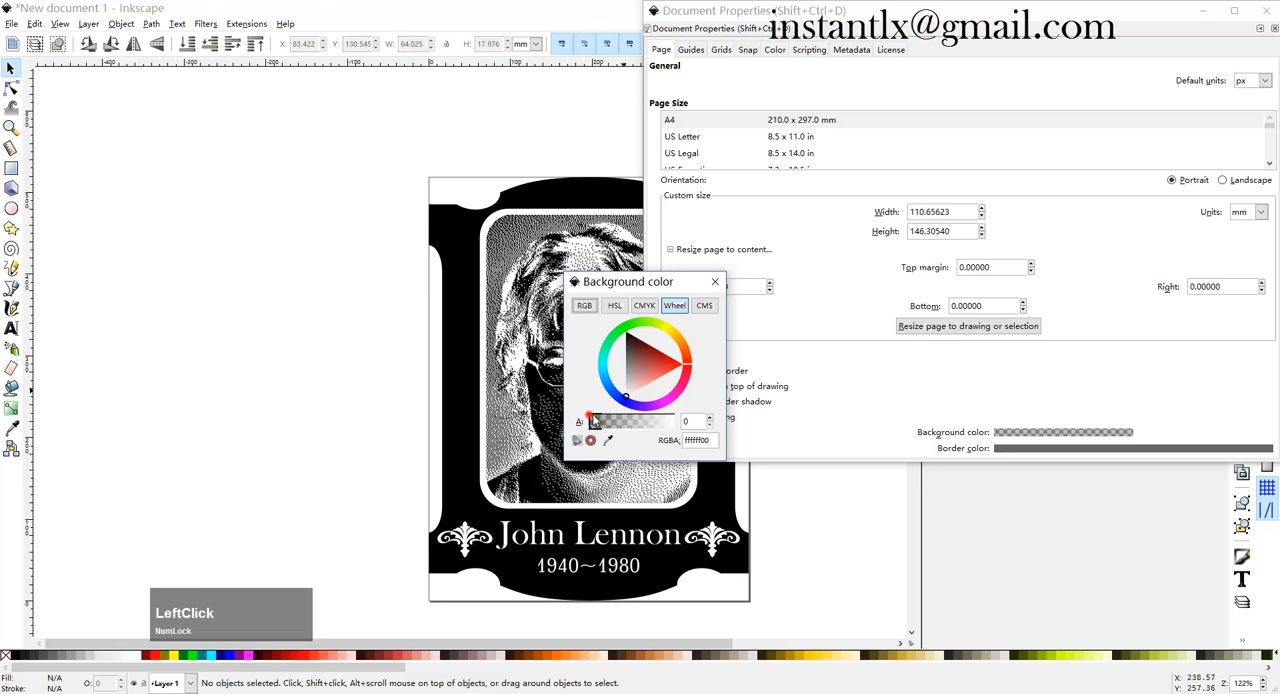 *New document 1 - Inkscape
Document Properties (Shift+Ctrl+D)
instantlx@gmail.com
File Edit View Layer Object Path Text Filters Extensions Help
Document Properties (Shift+Ctrl+D)
X: 83.422 Y: 130.545 W: 64.025 H: 17.976 mm
Page Guides Grids Snap Color Scripting Metadata License
General
Default units: px
Page Size
A4 210.0 x 297.0 mm
US Letter 8.5 x 11.0 in
US Legal 8.5 x 14.0 in
Orientation: Portrait Landscape
Custom size
Width: 110.65623 Units: mm
Height: 146.30540
Resize page to content...
Top margin: 0.00000
Right: 0.00000
Bottom: 0.00000
Resize page to drawing or selection
Background color
RGB HSL CMYK Wheel CMS
order
top of drawing
der shadow
A: 0
RGBA: ffffff00
Background color:
Border color:
John Lennon
1940~1980
LeftClick
NumLock
Fill: N/A
Stroke: N/A
O: 0
Layer 1
No objects selected. Click, Shift+click, Alt+scroll mouse on top of objects, or drag around objects to select.
X: 238.57
Y: 257.36
Z: 122%